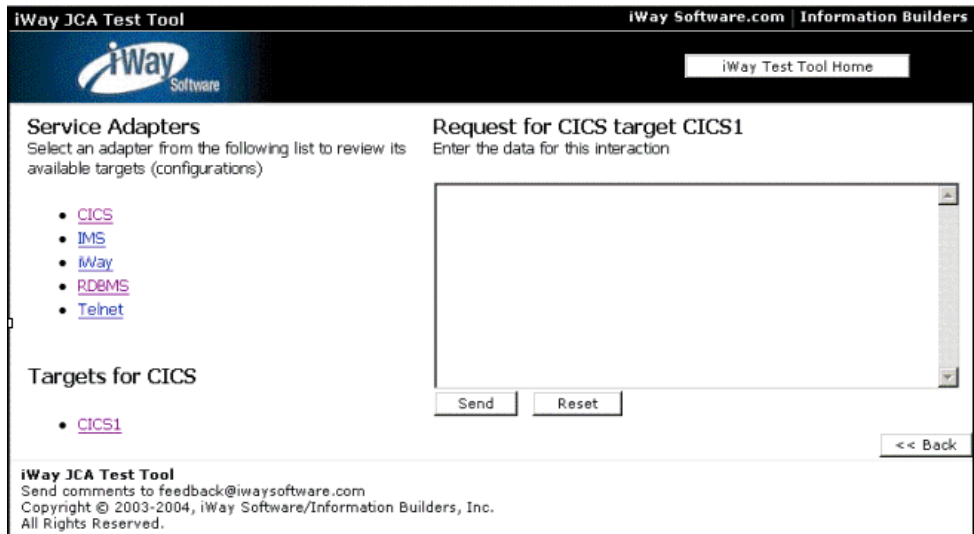 iWay JCA Test Tool
iWay Software.com | Information Builders
iWay
Software
iWay Test Tool Home
Service Adapters
Select an adapter from the following list to review its
available targets (configurations)
• CICS
• IMS
• iWay
• RDBMS
• Telnet
Targets for CICS
• CICS1
Request for CICS target CICS1
Enter the data for this interaction
Send
Reset
<< Back
iWay JCA Test Tool
Send comments to feedback@iwaysoftware.com
Copyright © 2003-2004, iWay Software/Information Builders, Inc.
All Rights Reserved.